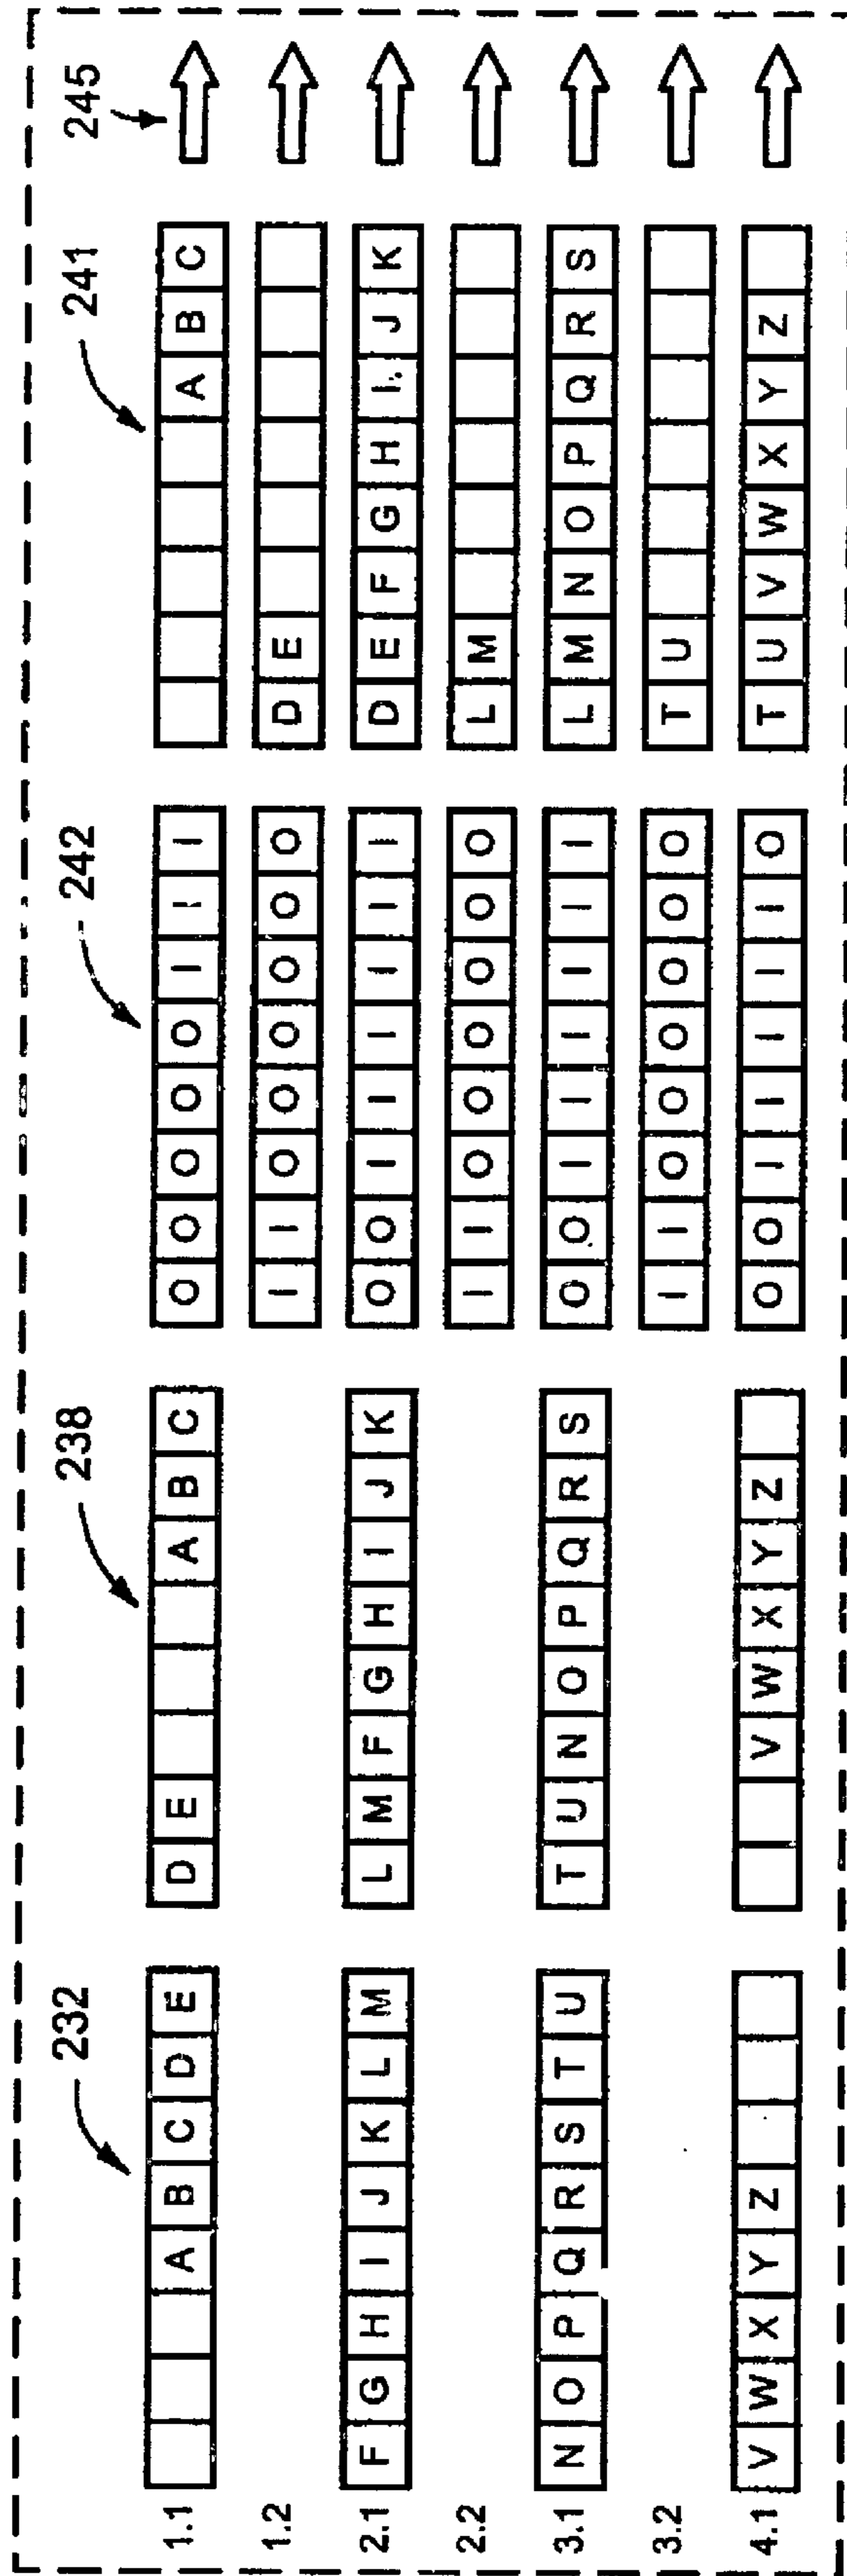 232 238 242 241 245
1.1 A B C D E D E A B C O O O O O I I I A B C
1.2 I I O O O O O O D E
2.1 F G H I J K L M L M F G H I J K O O I I I I I I D E F G H I J K
2.2 I I O O O O O O L M
3.1 N O P Q R S T U T U N O P Q R S O O I I I I I I L M N O P Q R S
3.2 I I O O O O O O T U
4.1 V W X Y Z V W X Y Z O O I I I I I O T U V W X Y Z